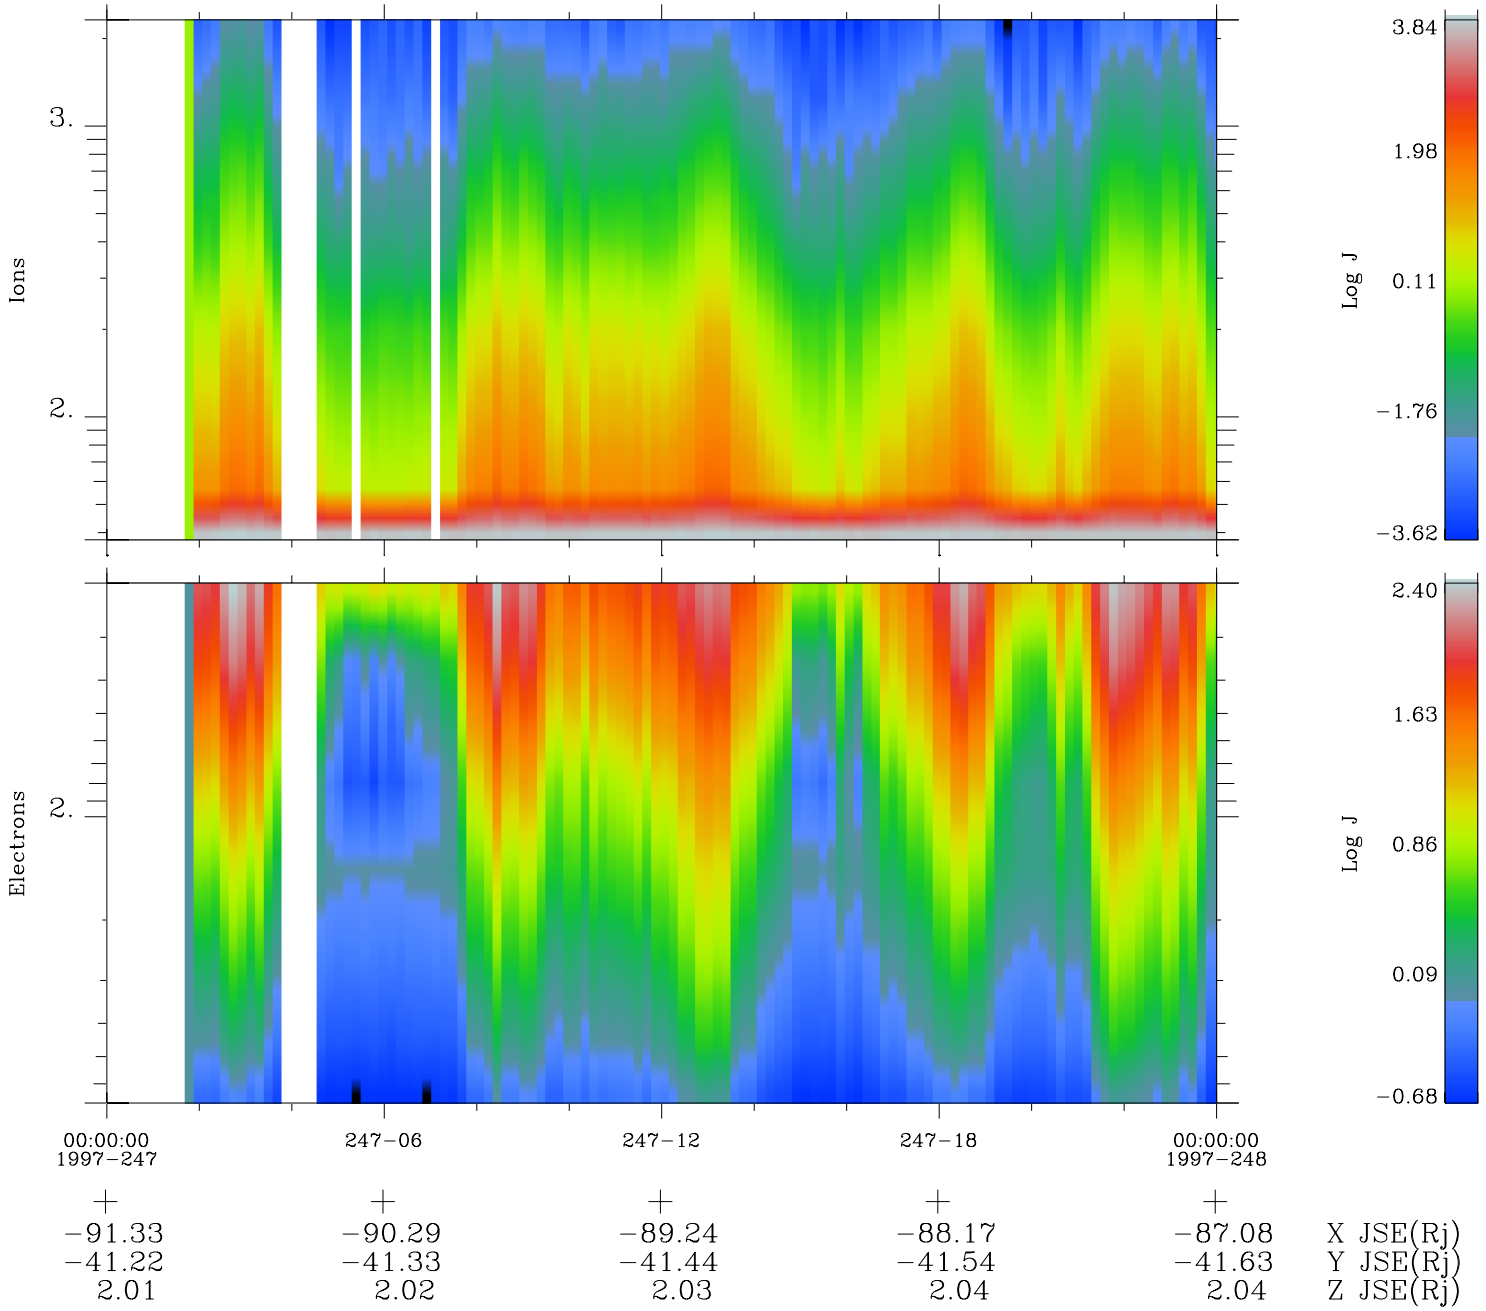 3.
2.
Ions
3.84
1.98
0.11
−1.76
−3.62
Log J
2.
Electrons
2.40
1.63
0.86
0.09
−0.68
Log J
00:00:00 247−06 247−12 247−18 00:00:00
1997−247 1997−248
−91.33 −90.29 −89.24 −88.17 −87.08 X JSE(Rj)
−41.22 −41.33 −41.44 −41.54 −41.63 Y JSE(Rj)
2.01 2.02 2.03 2.04 2.04 Z JSE(Rj)